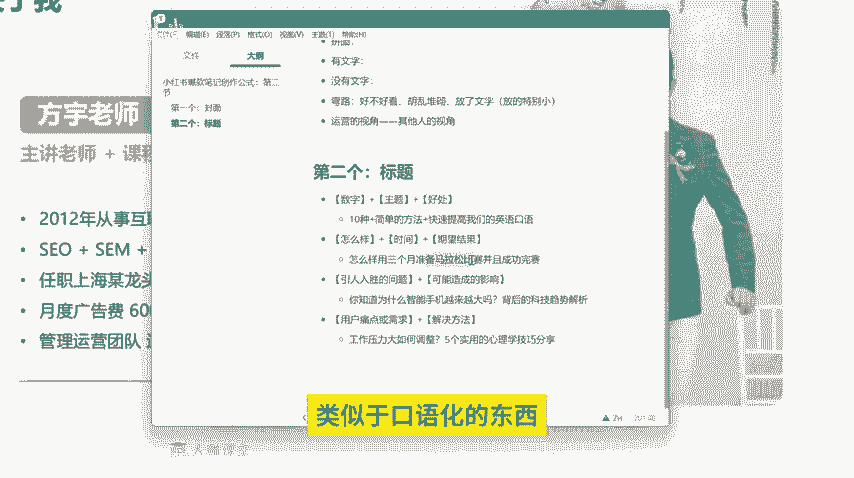 方宇老师
主讲老师 + 课程
• 2012年从事互联
• SEO + SEM +
• 任职上海某龙头
• 月度广告费 600
• 管理运营团队
编辑(E) 段落(P) 格式(O) 视图(V) 主题(T) 帮助(H)
文件 大纲
小红书爆款笔记创作公式：第二
节
第一个：封面
第二个：标题
• 拼图：
• 有文字：
• 没有文字：
• 弯路：好不好看、胡乱堆砌、放了文字（放的特别小）
• 运营的视角——其他人的视角
第二个：标题
• 【数字】+【主题】+【好处】
◦ 10种+简单的方法+快速提高我们的英语口语
• 【怎么样】+【时间】+【期望结果】
◦ 怎么样用三个月准备马拉松比赛并且成功完赛
• 【引人入胜的问题】+【可能造成的影响】
◦ 你知道为什么智能手机越来越大吗？背后的科技趋势解析
• 【用户痛点或需求】+【解决方法】
◦ 工作压力大如何调整？5个实用的心理学技巧分享
类似于口语化的东西